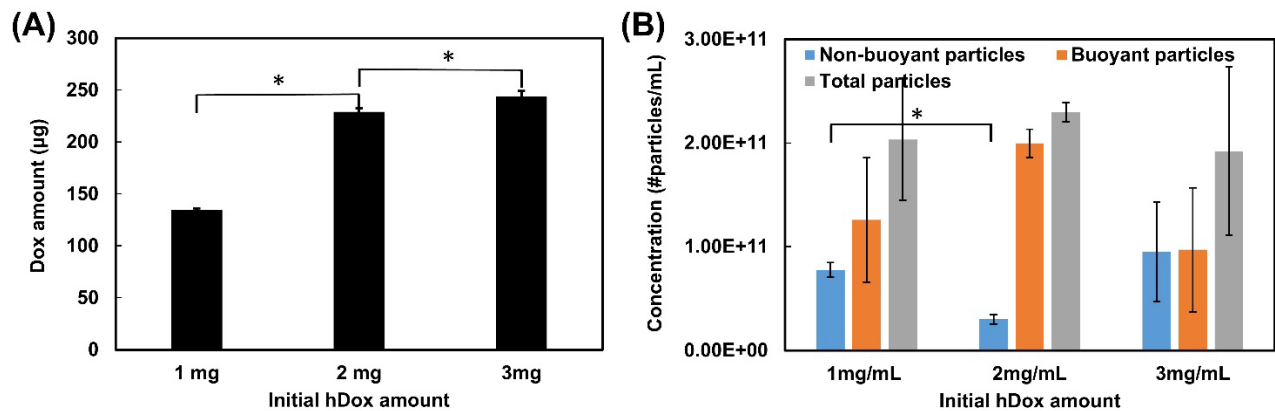 (A)
300
250
200
150
100
50
0
Dox amount (µg)
*
*
1 mg
2 mg
3mg
Initial hDox amount
(B)
3.00E+11
2.00E+11
1.00E+11
0.00E+00
Concentration (#particles/mL)
Non-buoyant particles
Buoyant particles
Total particles
*
1mg/mL
2mg/mL
3mg/mL
Initial hDox amount